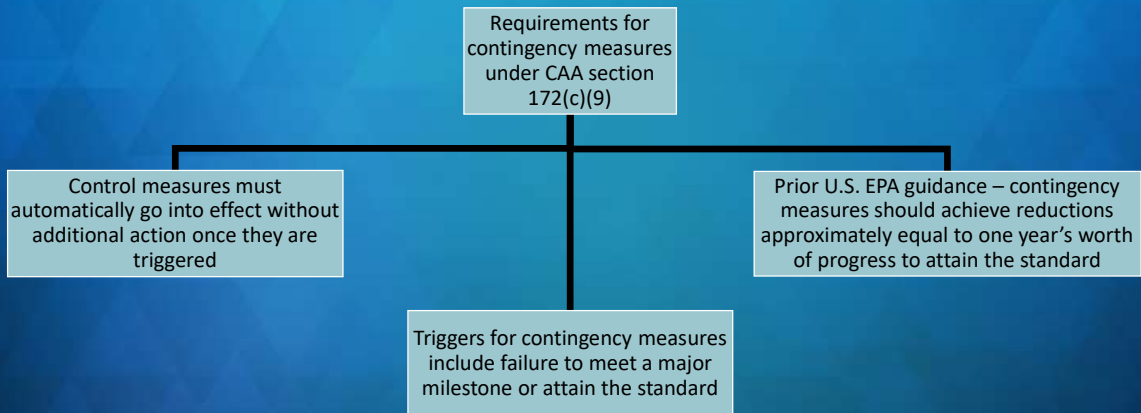 Requirements for
contingency measures
under CAA section
172(c)(9)
Control measures must
automatically go into effect without
additional action once they are
triggered
Prior U.S. EPA guidance – contingency
measures should achieve reductions
approximately equal to one year’s worth
of progress to attain the standard
Triggers for contingency measures
include failure to meet a major
milestone or attain the standard